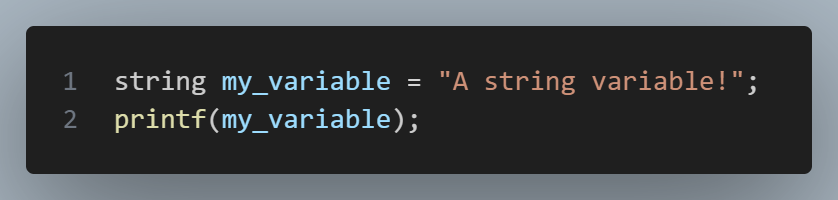 1 string my_variable = "A string variable!";
2 printf(my_variable);